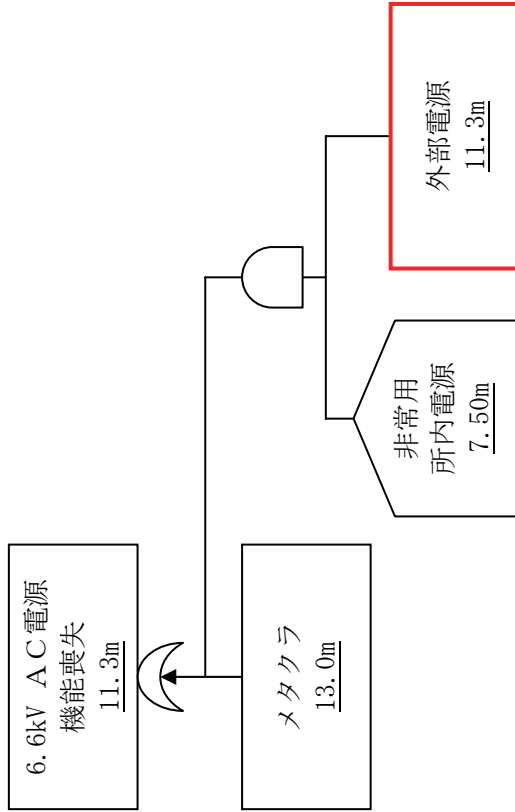 6.6kV ＡＣ電源
機能喪失
11.3m
メタクラ
13.0m
非常用
所内電源
7.50m
外部電源
11.3m